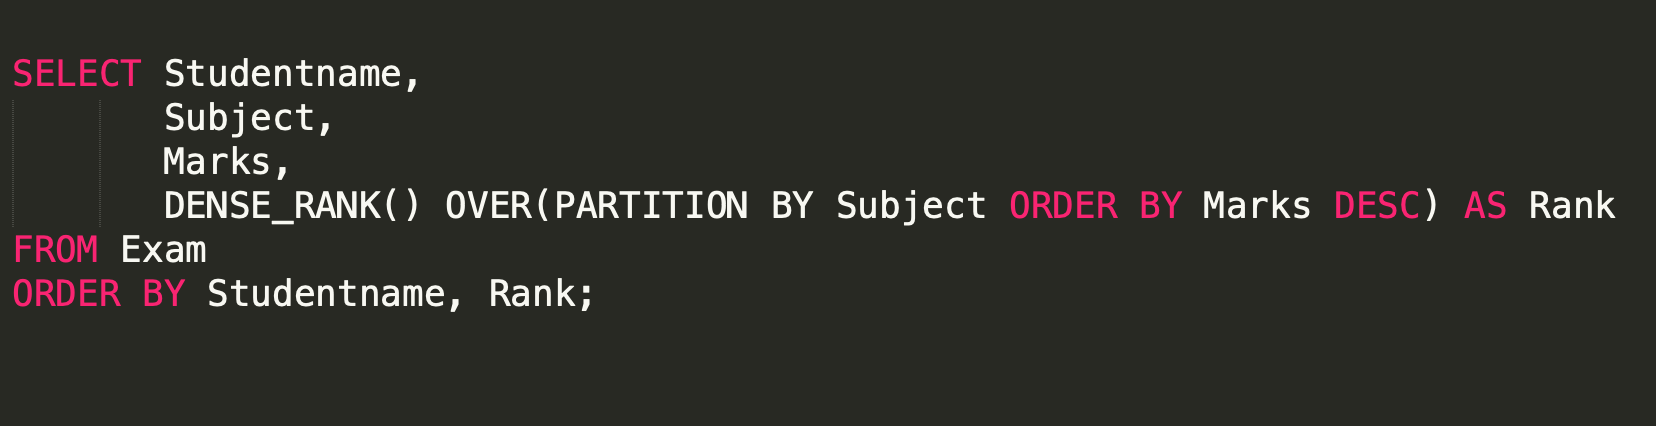 SELECT Studentname,
       Subject,
       Marks,
       DENSE_RANK() OVER(PARTITION BY Subject ORDER BY Marks DESC) AS Rank
FROM Exam
ORDER BY Studentname, Rank;